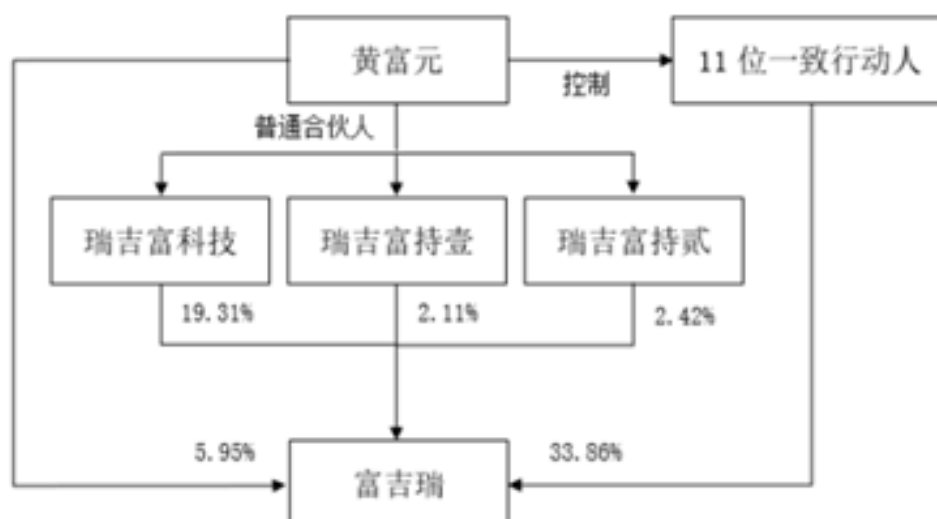 黄富元
11 位一致行动人
控制
普通合伙人
瑞吉富科技
瑞吉富持壹
瑞吉富持贰
19.31%
2.11%
2.42%
5.95%
33.86%
富吉瑞